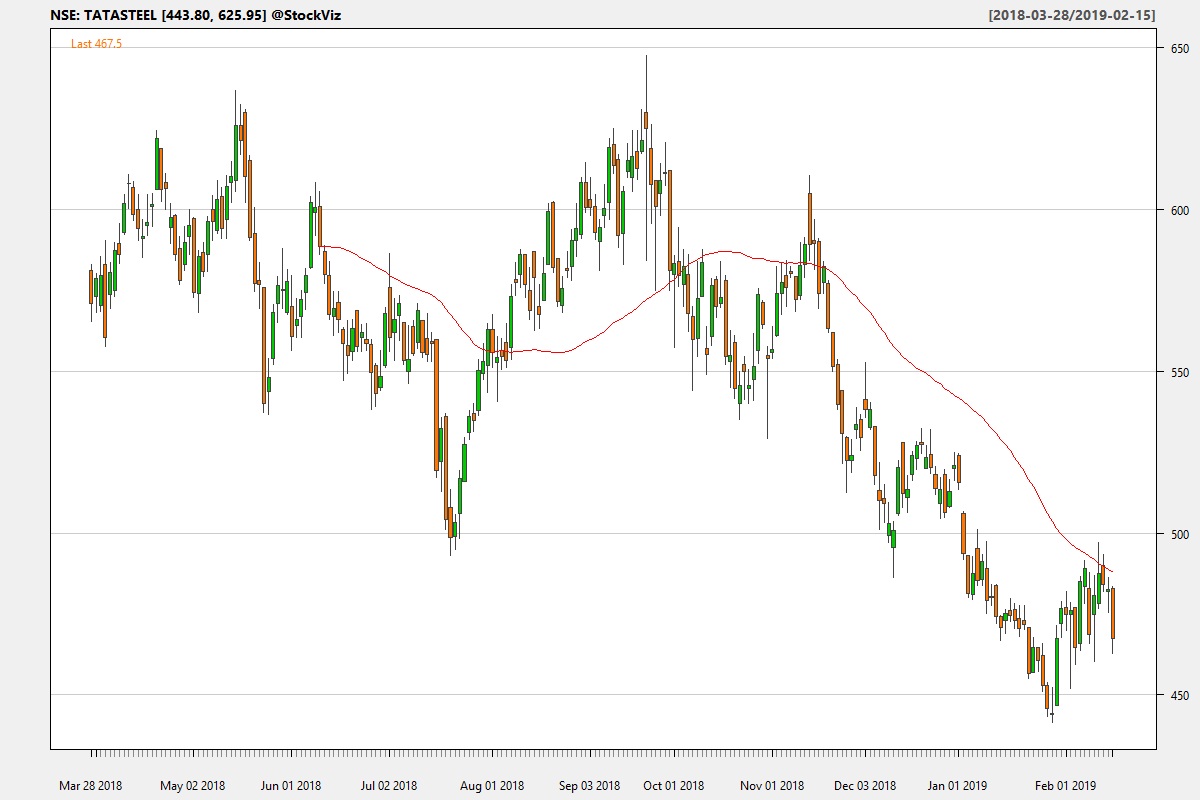 NSE: TATASTEEL [443.80, 625.95] @StockViz [2018-03-28/2019-02-15]
Last 467.5
650
600
550
500
450
Mar 28 2018 May 02 2018 Jun 01 2018 Jul 02 2018 Aug 01 2018 Sep 03 2018 Oct 01 2018 Nov 01 2018 Dec 03 2018 Jan 01 2019 Feb 01 2019